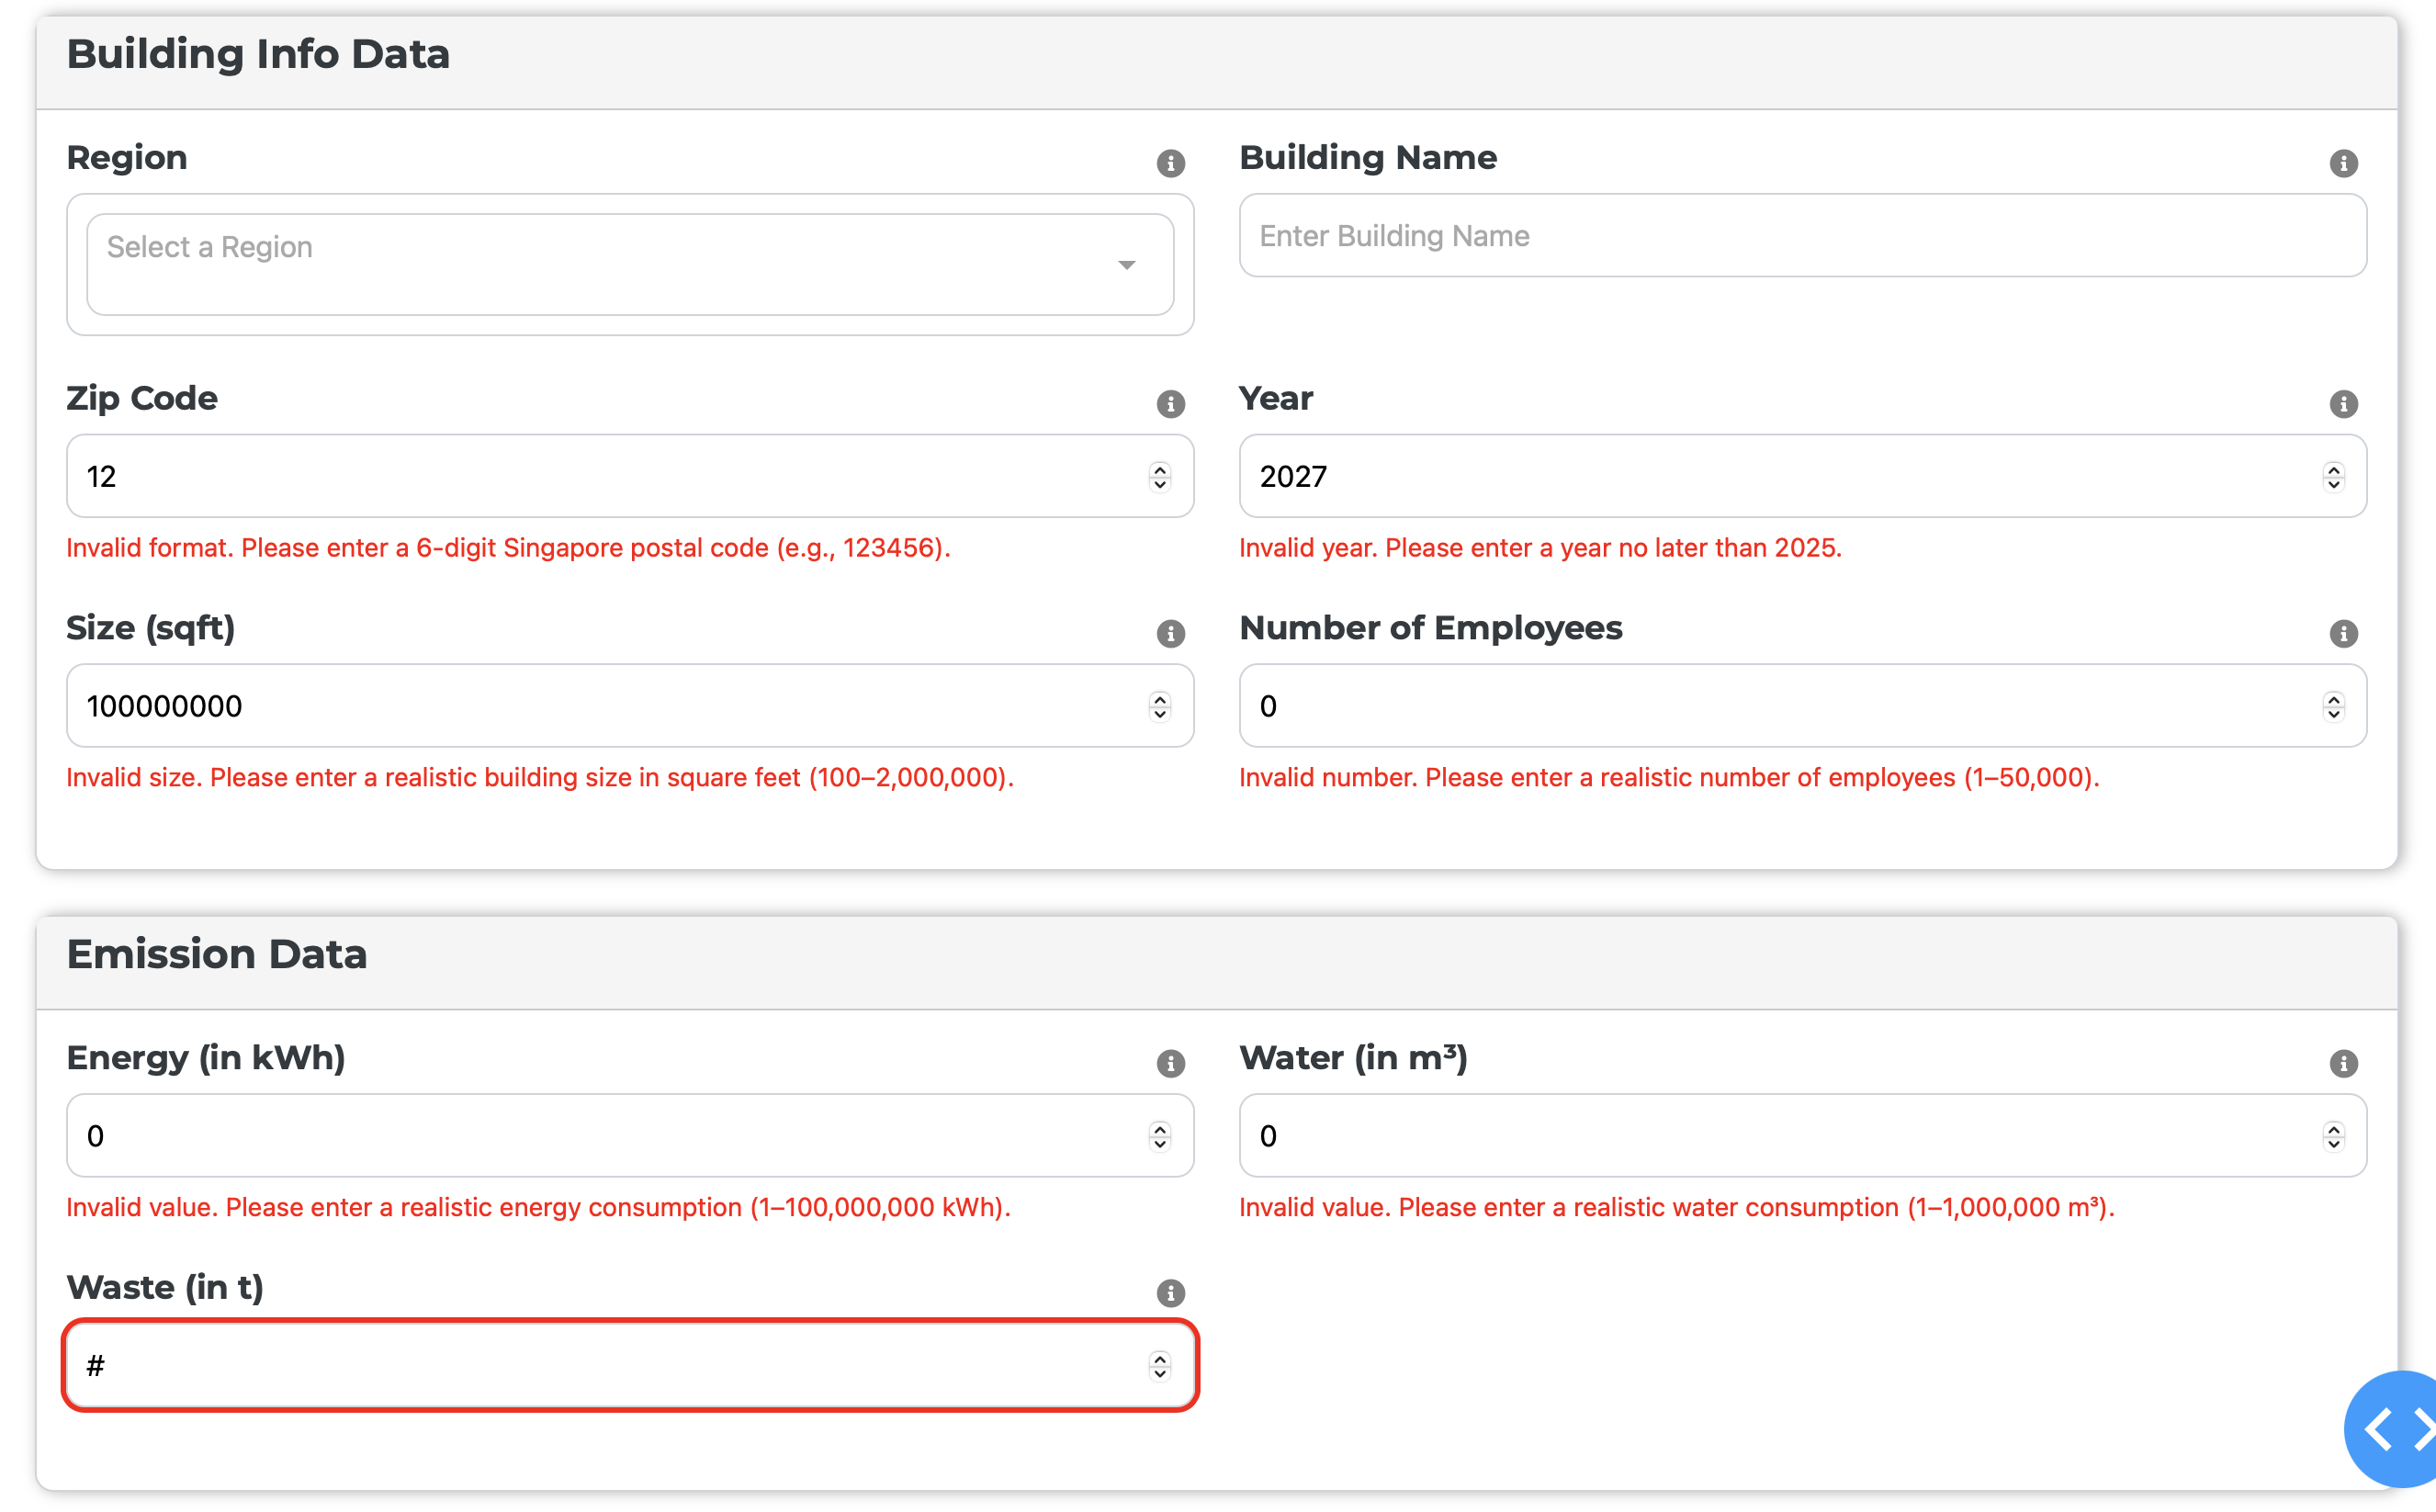 Building Info Data
Region
Building Name
Select a Region
Enter Building Name
Zip Code
Year
12
2027
Invalid format. Please enter a 6-digit Singapore postal code (e.g., 123456).
Invalid year. Please enter a year no later than 2025.
Size (sqft)
Number of Employees
100000000
0
Invalid size. Please enter a realistic building size in square feet (100–2,000,000).
Invalid number. Please enter a realistic number of employees (1–50,000).
Emission Data
Energy (in kWh)
Water (in m³)
0
0
Invalid value. Please enter a realistic energy consumption (1–100,000,000 kWh).
Invalid value. Please enter a realistic water consumption (1–1,000,000 m³).
Waste (in t)
#